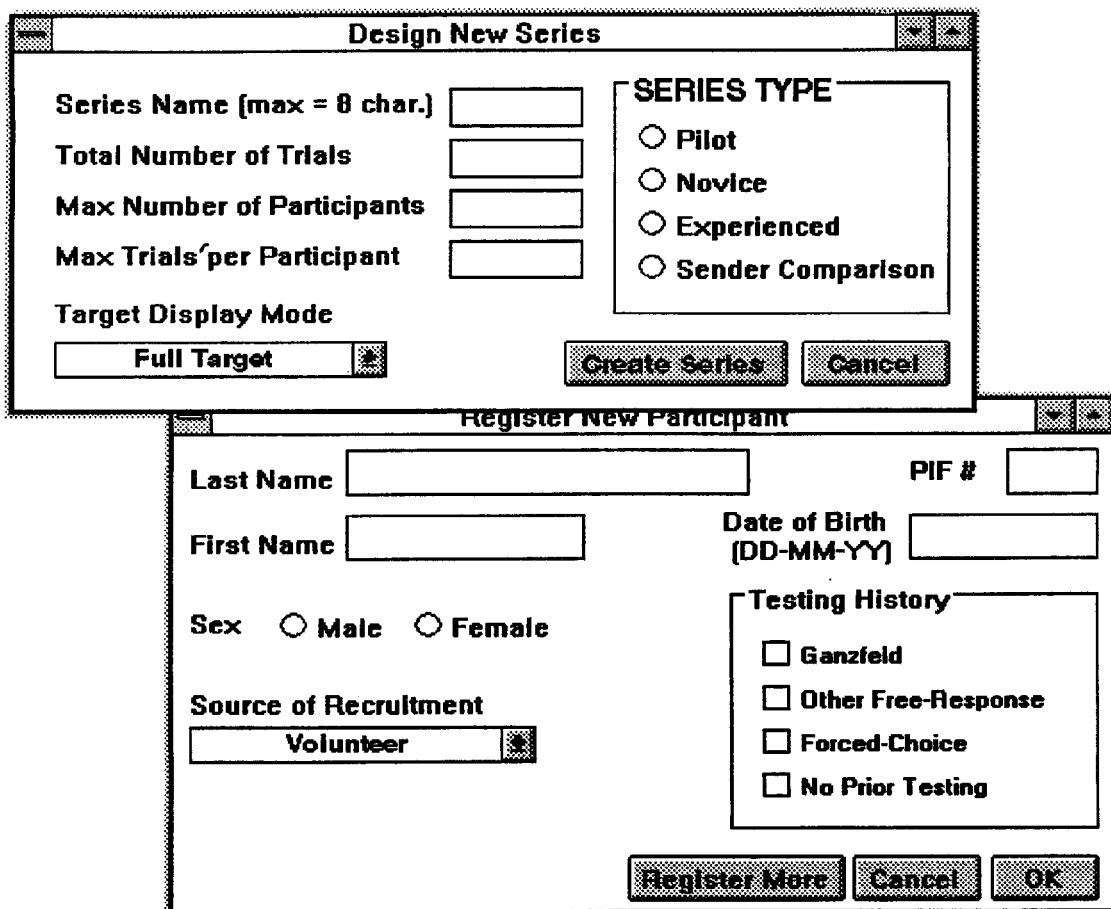 Design New Series
Series Name (max = 8 char.)
Total Number of Trials
Max Number of Participants
Max Trials'per Participant
Target Display Mode
Full Target
SERIES TYPE
Pilot
Novice
Experienced
Sender Comparison
Create Series
Cancel
Register New Participant
Last Name
PIF #
First Name
Date of Birth
(DD-MM-YY)
Sex
Male
Female
Source of Recruitment
Volunteer
Testing History
Ganzfeld
Other Free-Response
Forced-Choice
No Prior Testing
Register More
Cancel
OK